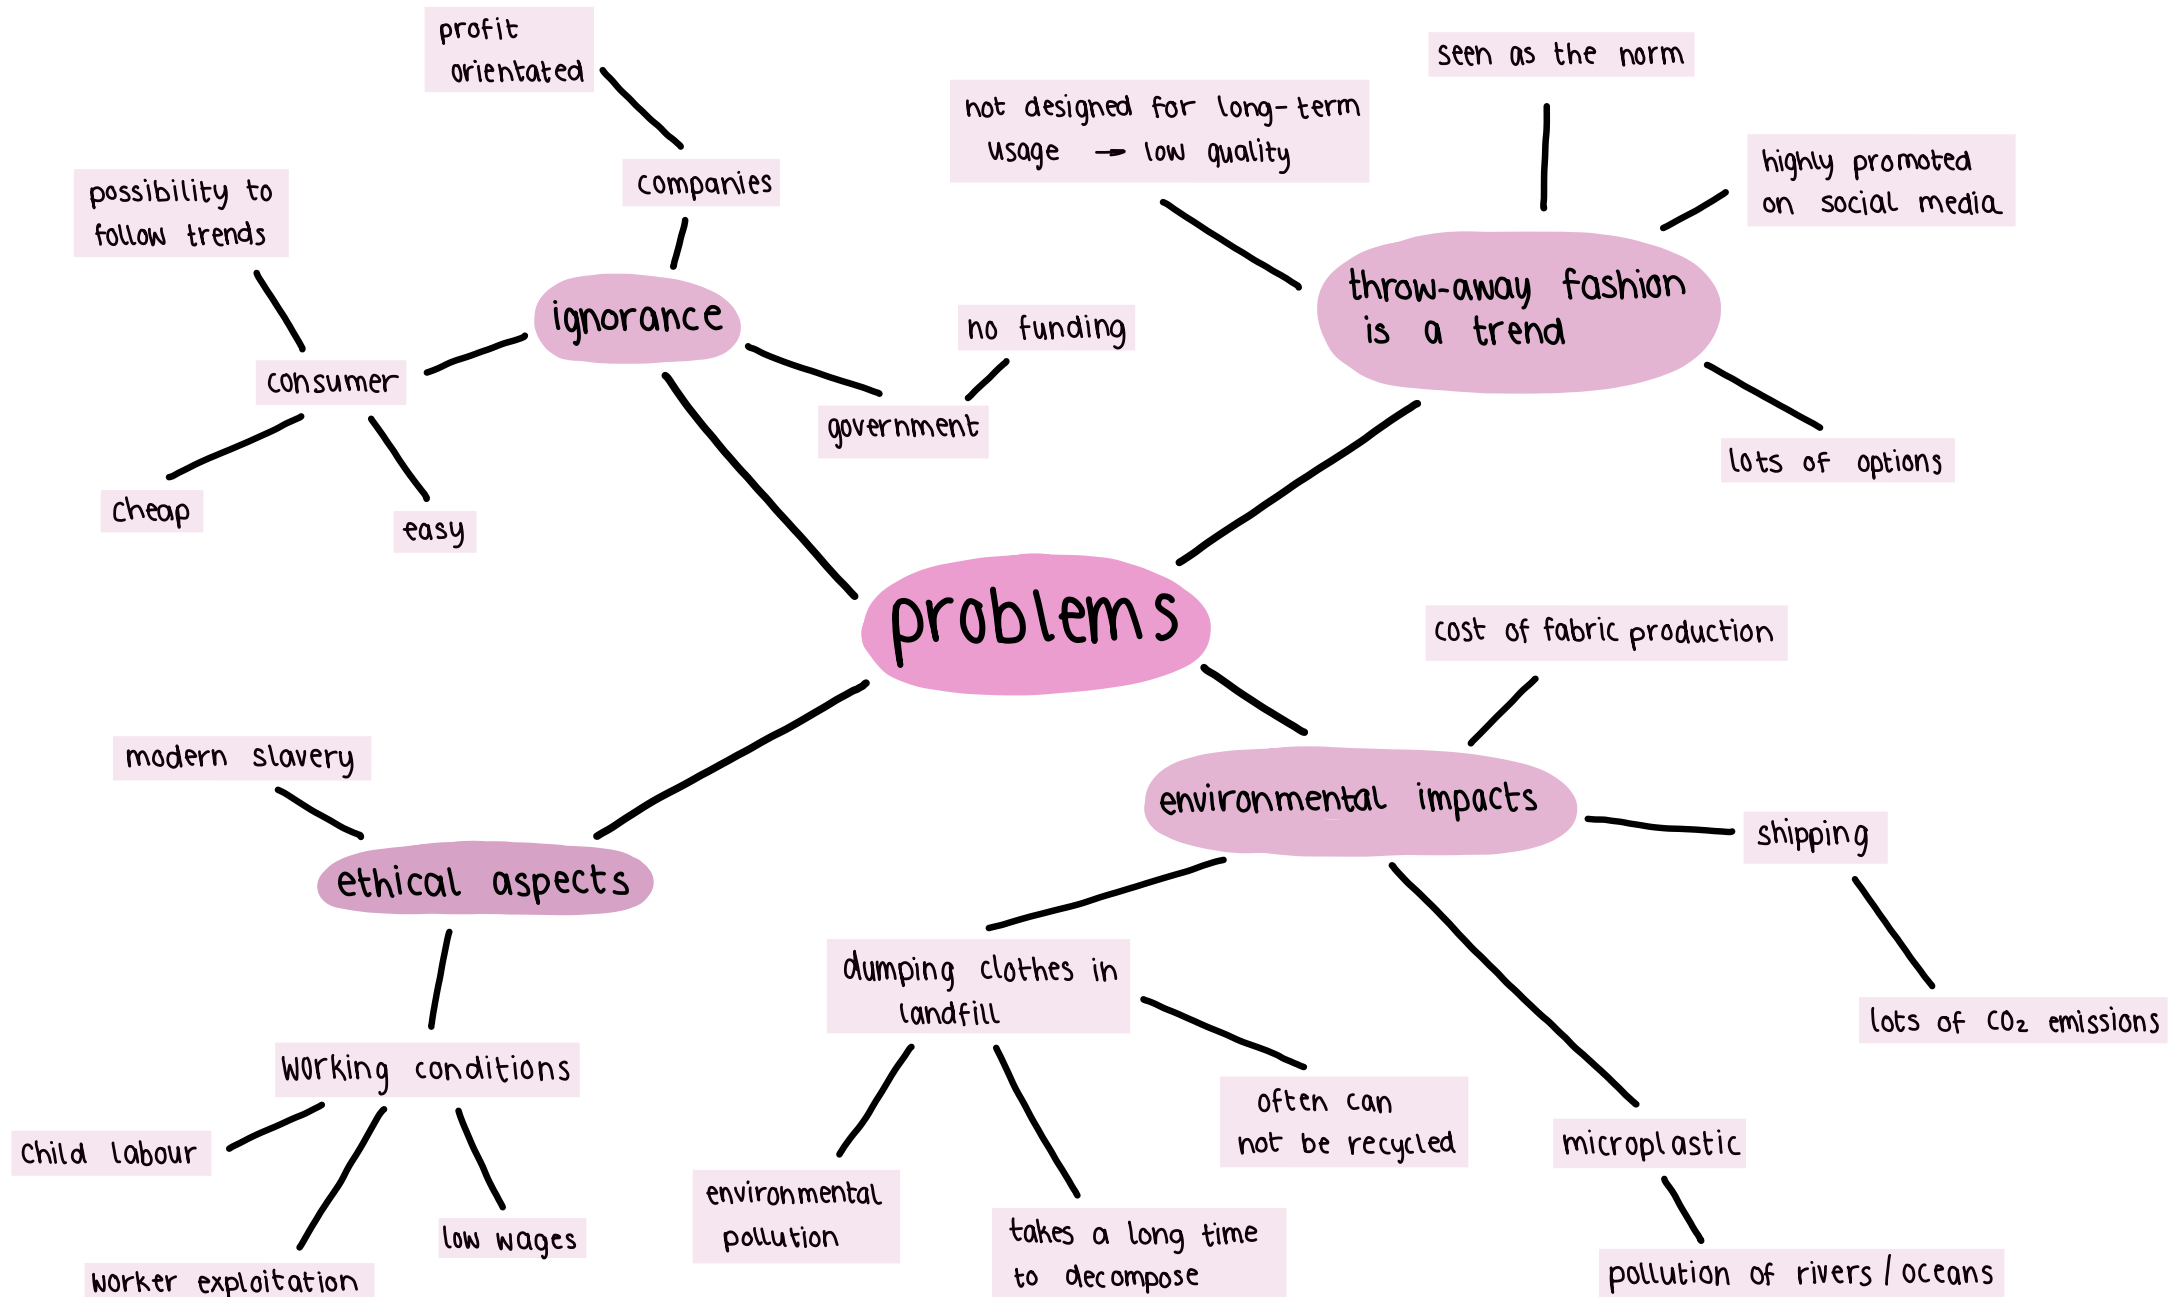 profit
orientated
companies
possibility to
follow trends
ignorance
consumer
cheap
easy
no funding
government
not designed for long-term
usage → low quality
seen as the norm
highly promoted
on social media
throw-away fashion
is a trend
lots of options
problems
cost of fabric production
environmental impacts
shipping
lots of CO₂ emissions
dumping clothes in
landfill
often can
not be recycled
environmental
pollution
takes a long time
to decompose
microplastic
pollution of rivers / oceans
modern slavery
ethical aspects
working conditions
child labour
worker exploitation
low wages